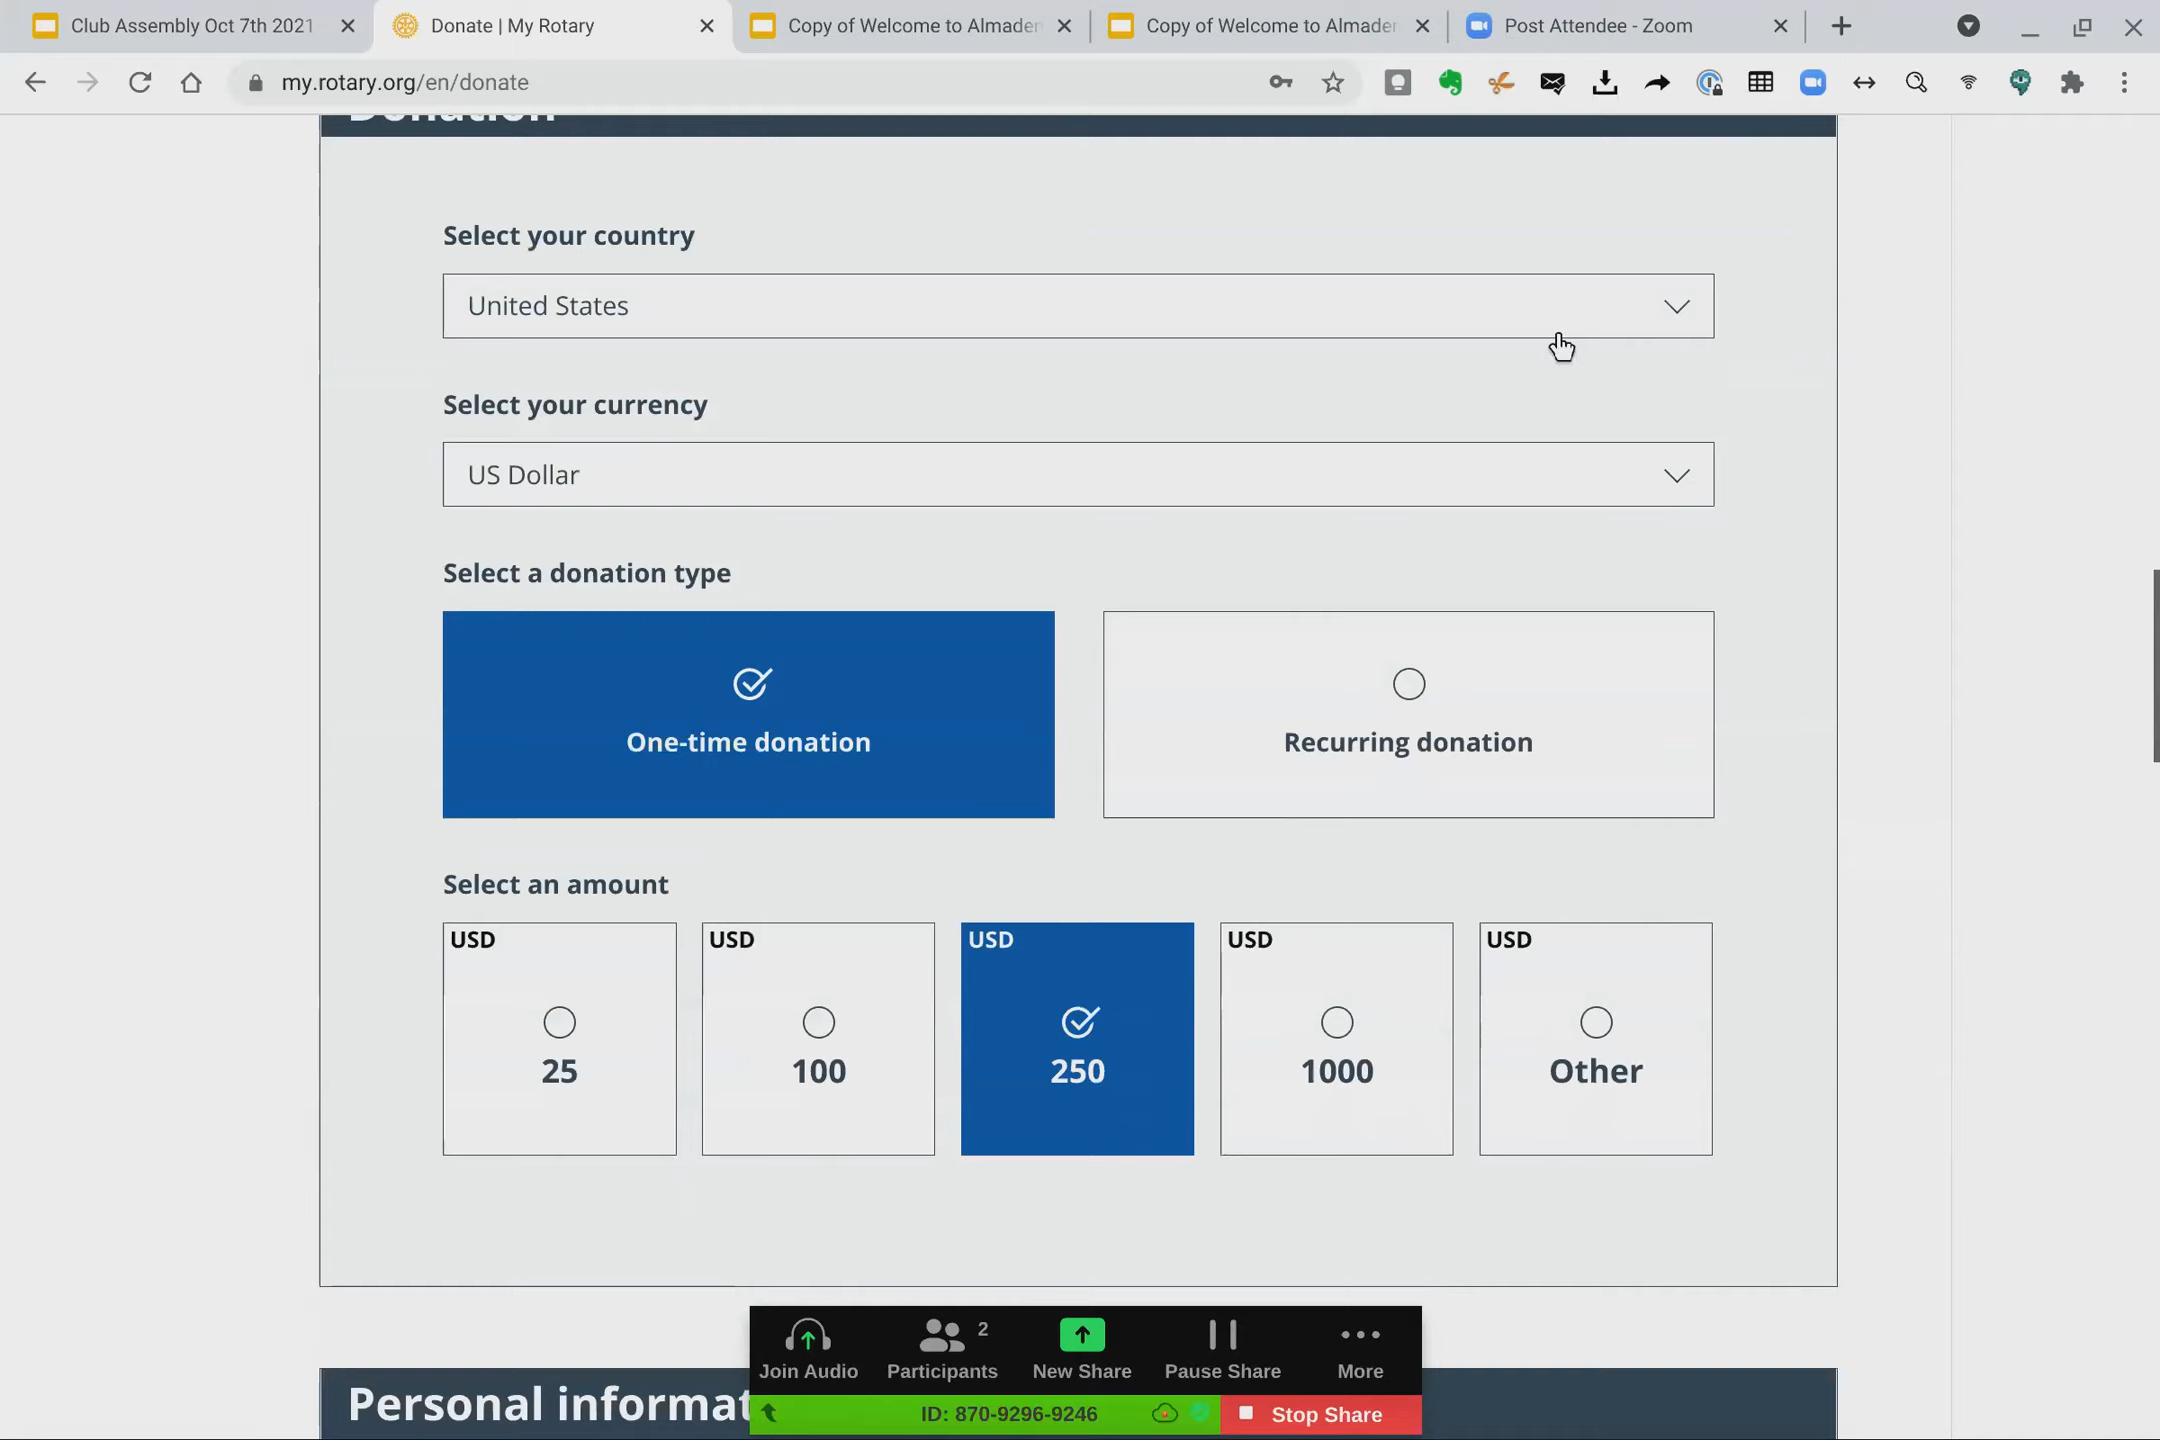 Club Assembly Oct 7th 2021
Donate | My Rotary
Copy of Welcome to Almaden
Copy of Welcome to Almaden
Post Attendee - Zoom
my.rotary.org/en/donate
Donation
Select your country
United States
Select your currency
US Dollar
Select a donation type
One-time donation
Recurring donation
Select an amount
USD
25
USD
100
USD
250
USD
1000
USD
Other
Join Audio
Participants
2
New Share
Pause Share
More
Personal informat
ID: 870-9296-9246
Stop Share